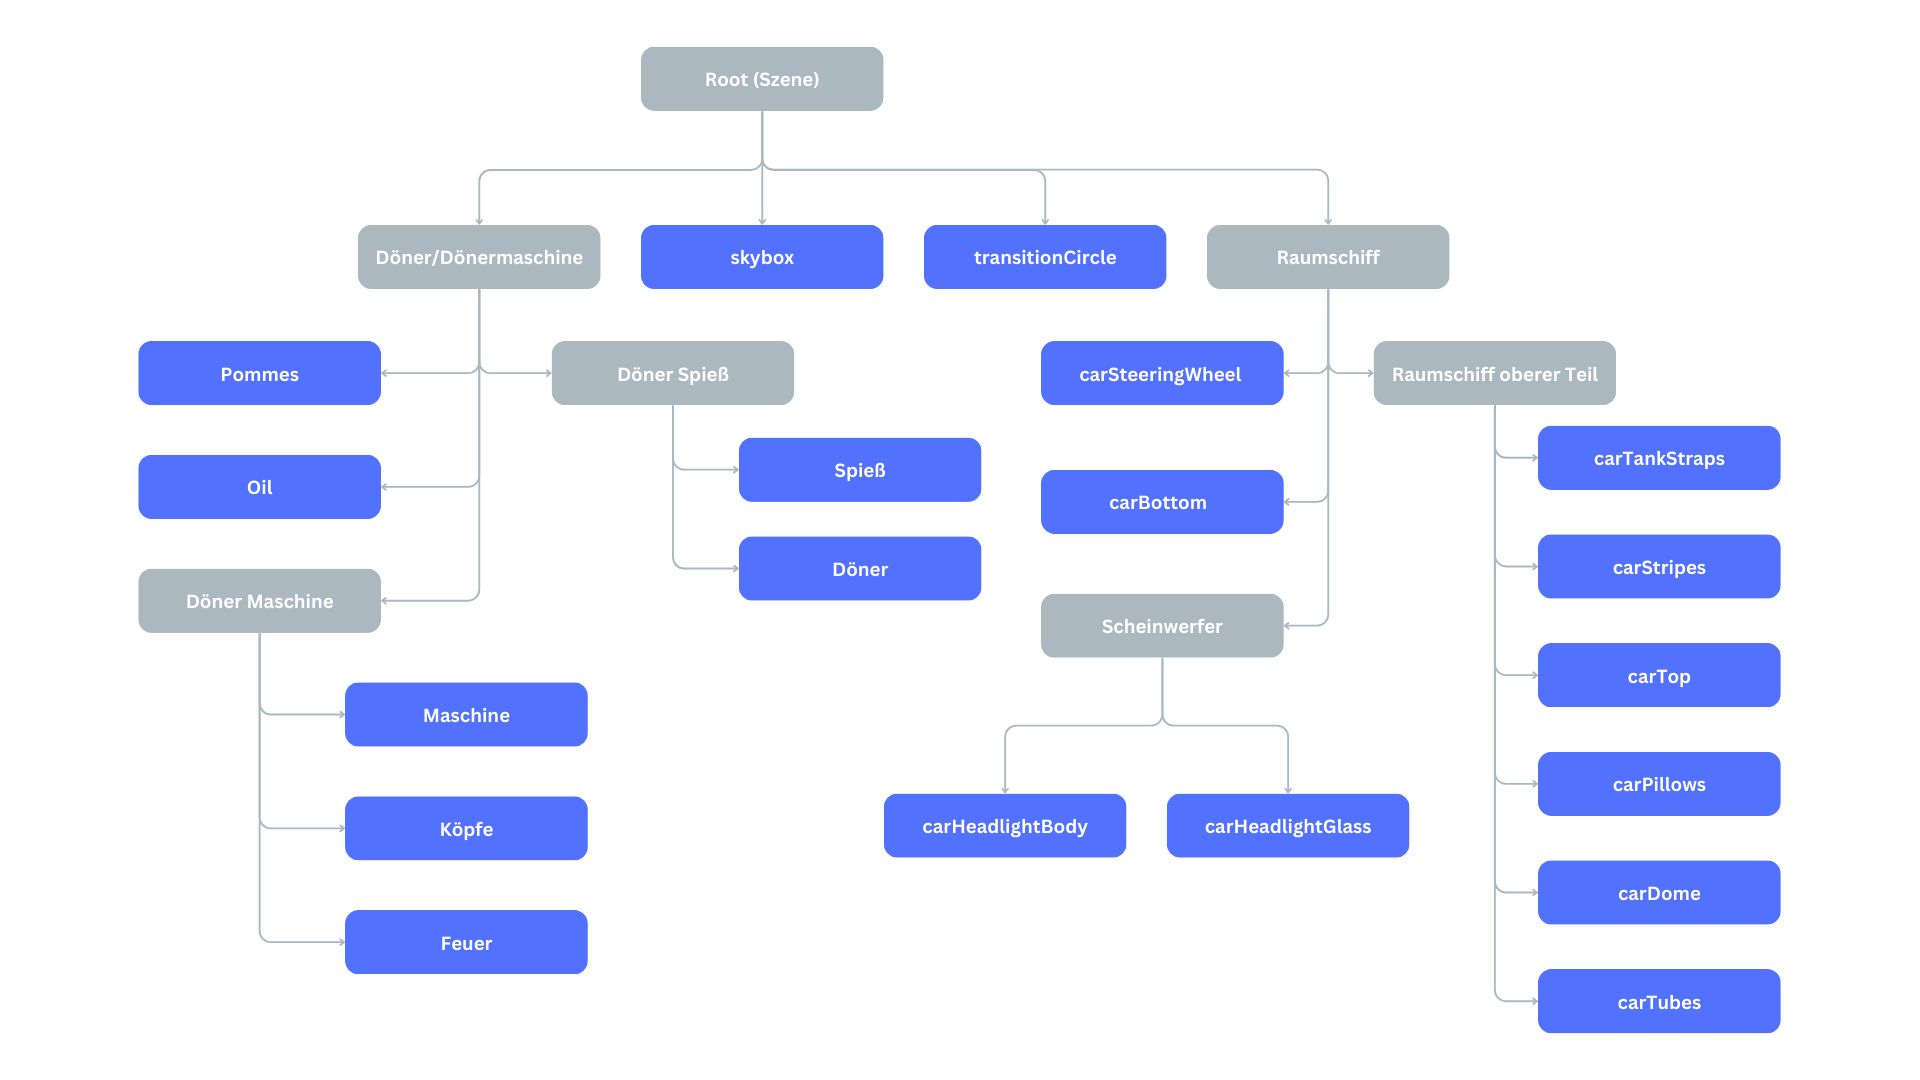 Root (Szene)
Döner/Dönermaschine
skybox
transitionCircle
Raumschiff
Pommes
Döner Spieß
carSteeringWheel
Raumschiff oberer Teil
Oil
Spieß
carBottom
carTankStraps
Döner
carStripes
Döner Maschine
Scheinwerfer
carTop
Maschine
carPillows
Köpfe
carHeadlightBody
carHeadlightGlass
carDome
Feuer
carTubes